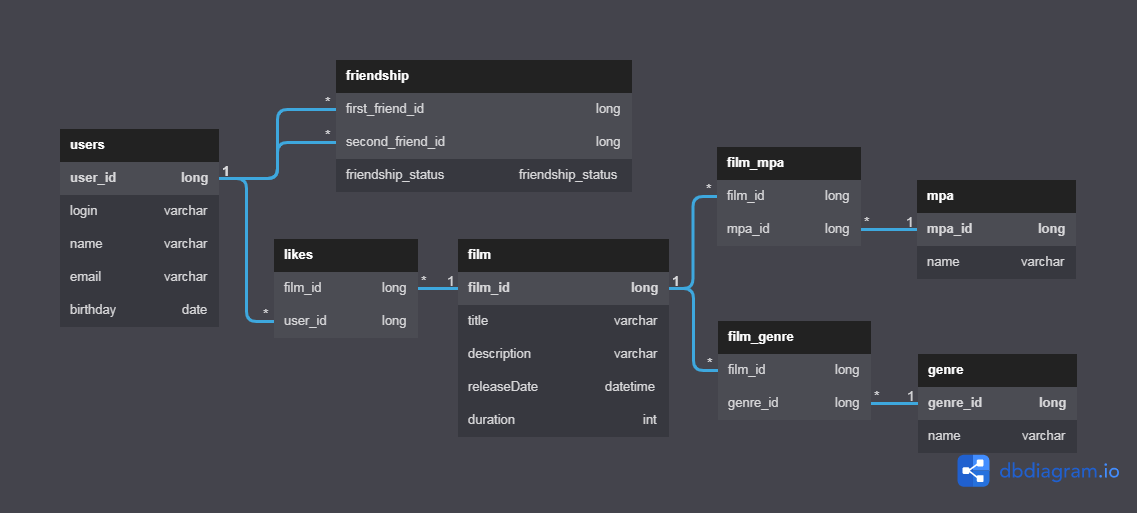 friendship
* first_friend_id long
* second_friend_id long
friendship_status friendship_status
users
user_id long 1
login varchar
name varchar
email varchar
birthday date
likes
film_id long *
* user_id long
film
1 film_id long 1
title varchar
description varchar
releaseDate datetime
duration int
film_mpa
* film_id long
mpa_id long *
mpa
1 mpa_id long
name varchar
film_genre
* film_id long
genre_id long *
genre
1 genre_id long
name varchar
dbdiagram.io